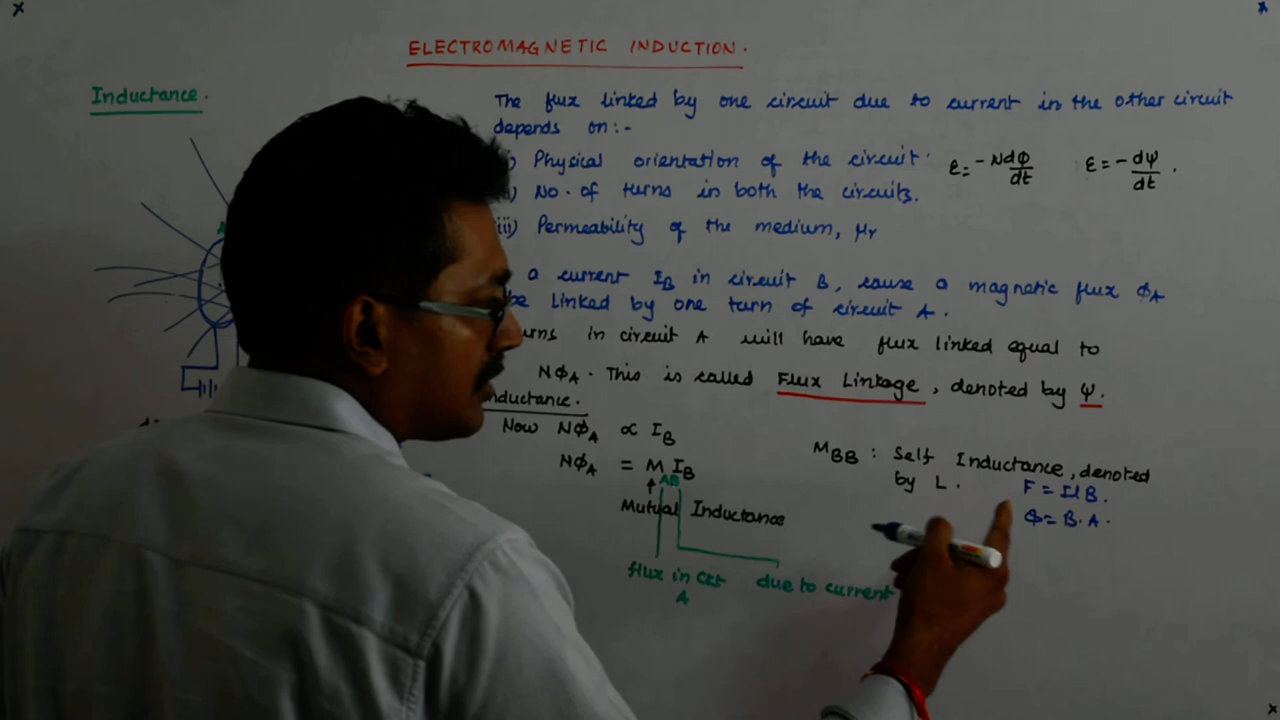 ELECTROMAGNETIC INDUCTION.
Inductance.
The flux linked by one circuit due to current in the other circuit
depends on:-
) Physical orientation of the circuit.
) No. of turns in both the circuits.
iii) Permeability of the medium, μr
ε = -Ndφ/dt ε = -dψ/dt.
a current IB in circuit B, cause a magnetic flux φA
be linked by one turn of circuit A.
urns in circuit A will have flux linked equal to
NφA. This is called Flux Linkage, denoted by ψ.
nductance.
Now NφA ∝ IB
NφA = MAB IB
Mutual Inductance
flux in ckt A due to current
MBB : Self Inductance, denoted
by L.
F = IlB.
φ = B.A.